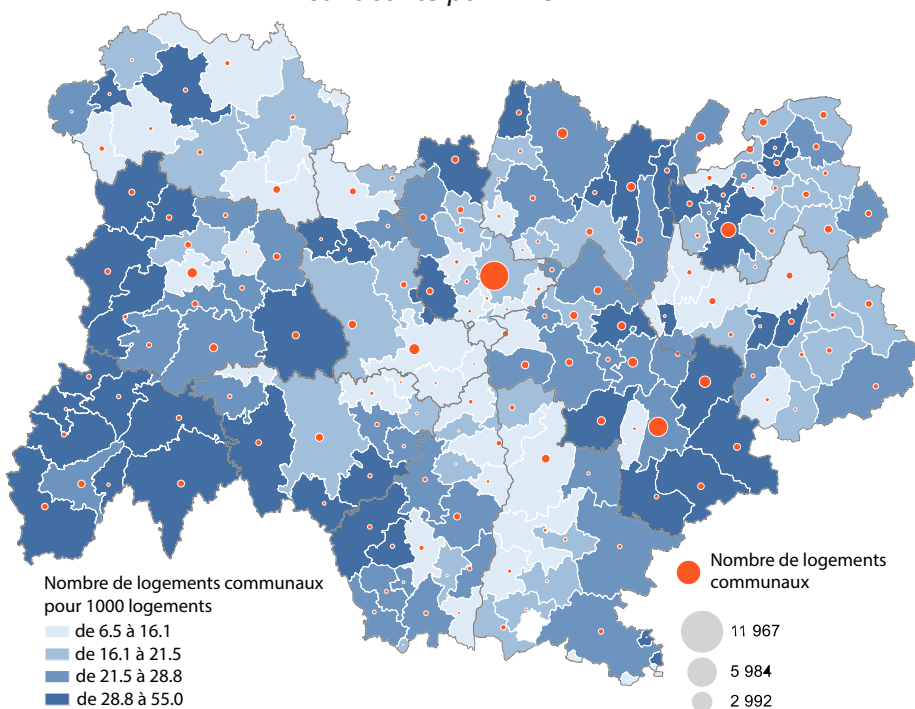 Nombre de logements communaux
pour 1000 logements
de 6.5 à 16.1
de 16.1 à 21.5
de 21.5 à 28.8
de 28.8 à 55.0
Nombre de logements
communaux
11 967
5 984
2 992